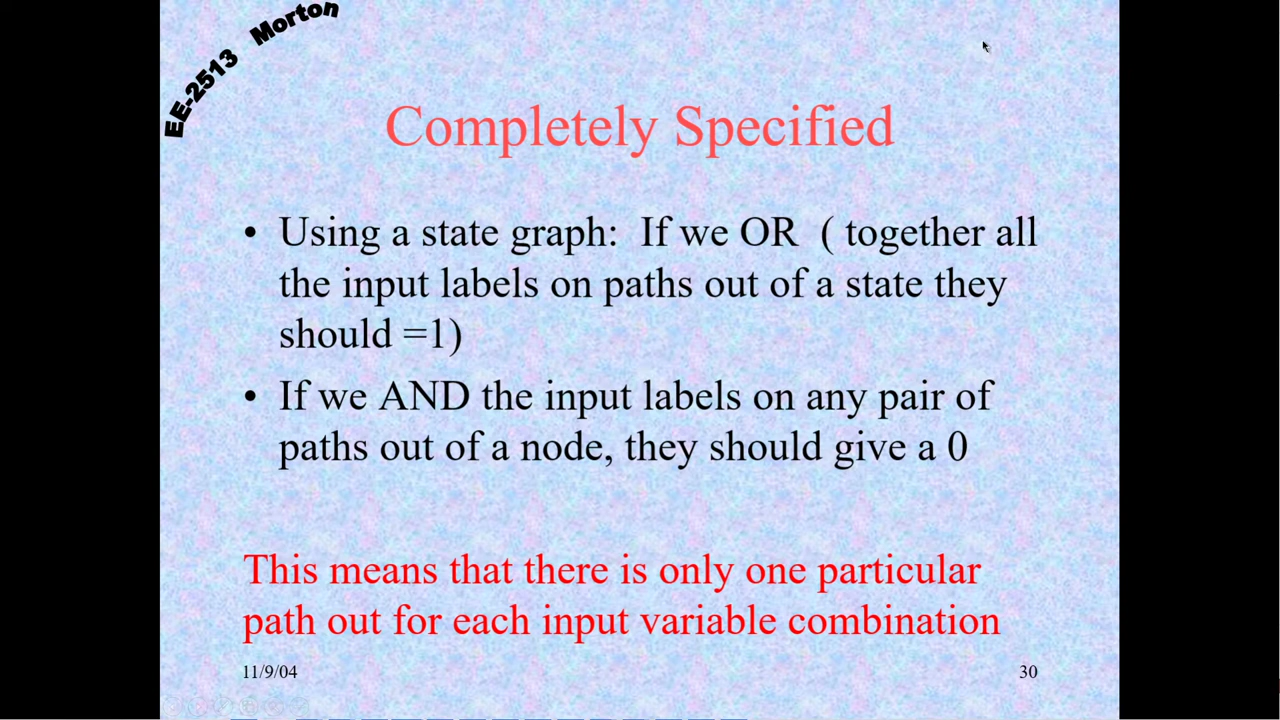 EE-2513 Morton
Completely Specified
• Using a state graph: If we OR ( together all
the input labels on paths out of a state they
should =1)
• If we AND the input labels on any pair of
paths out of a node, they should give a 0
This means that there is only one particular
path out for each input variable combination
11/9/04
30